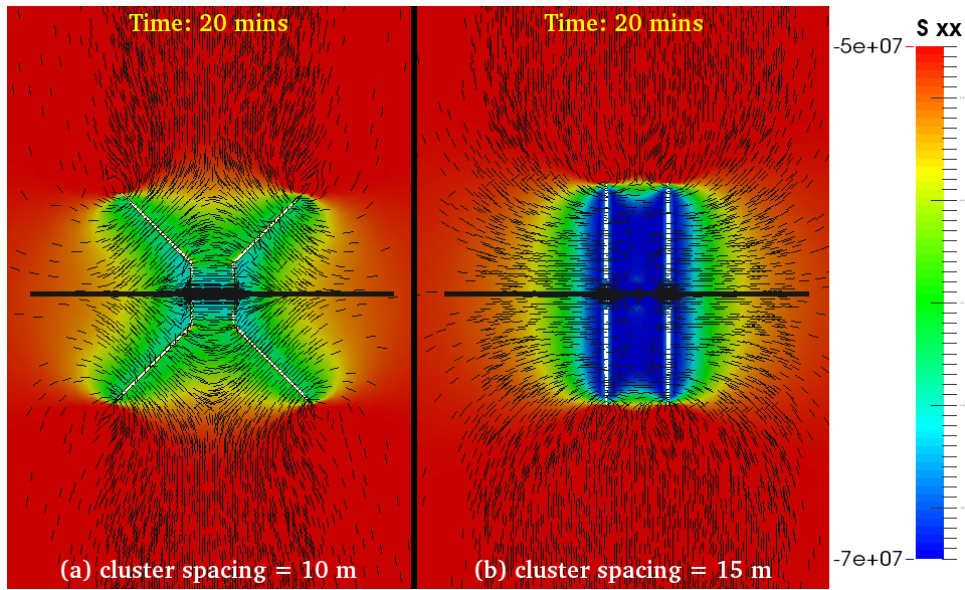 Time: 20 mins
Time: 20 mins
S xx
-5e+07
-7e+07
(a) cluster spacing = 10 m
(b) cluster spacing = 15 m